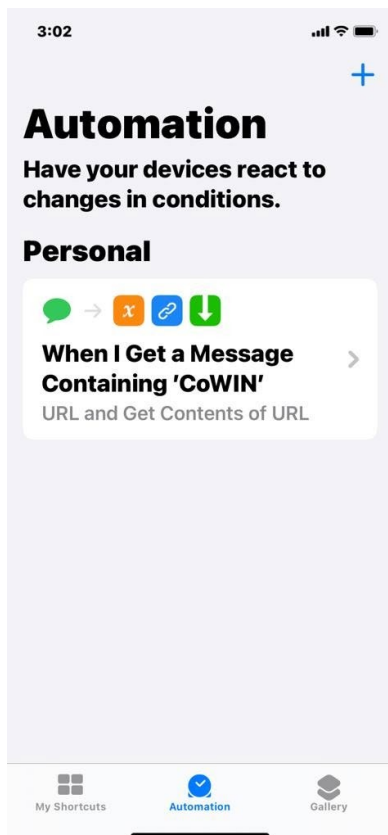 3:02
Automation
Have your devices react to
changes in conditions.
Personal
x
When I Get a Message
Containing 'CoWIN'
URL and Get Contents of URL
My Shortcuts
Automation
Gallery